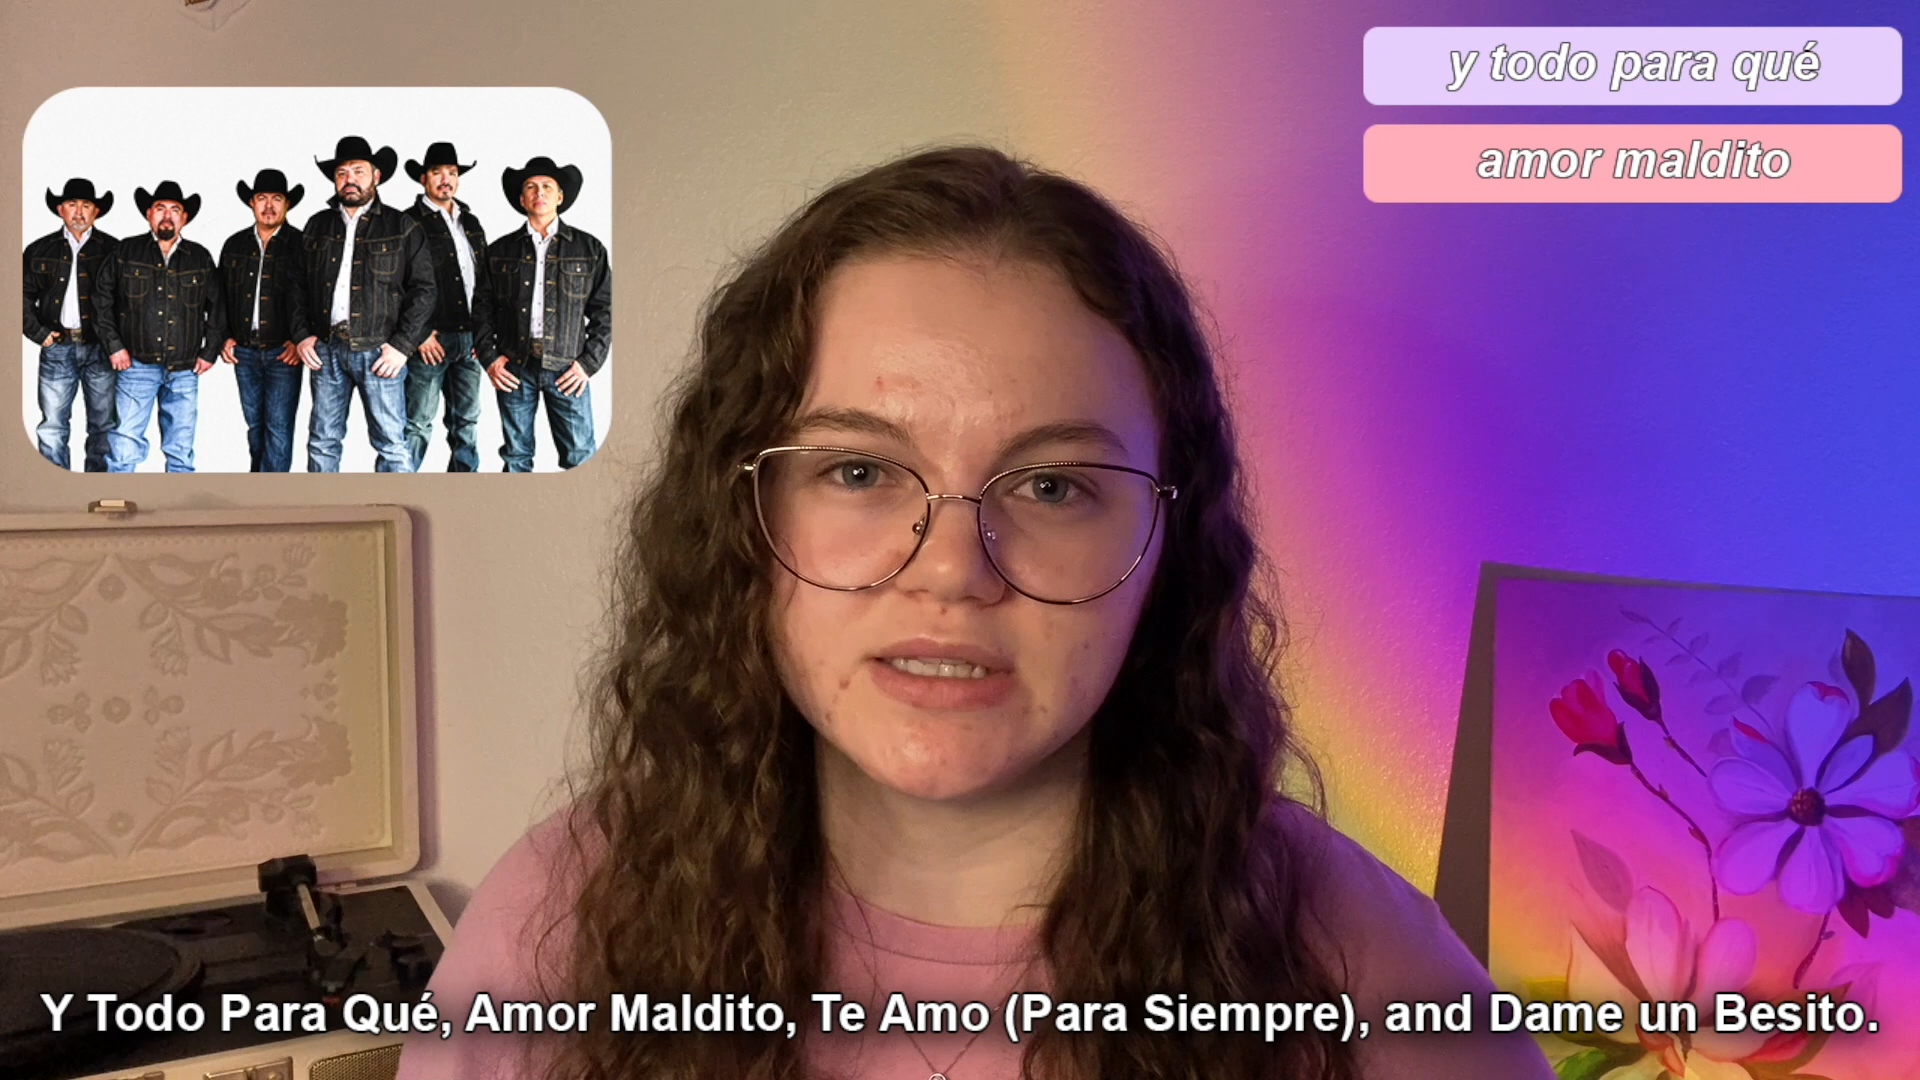 y todo para qué
amor maldito
Y Todo Para Qué, Amor Maldito, Te Amo (Para Siempre), and Dame un Besito.